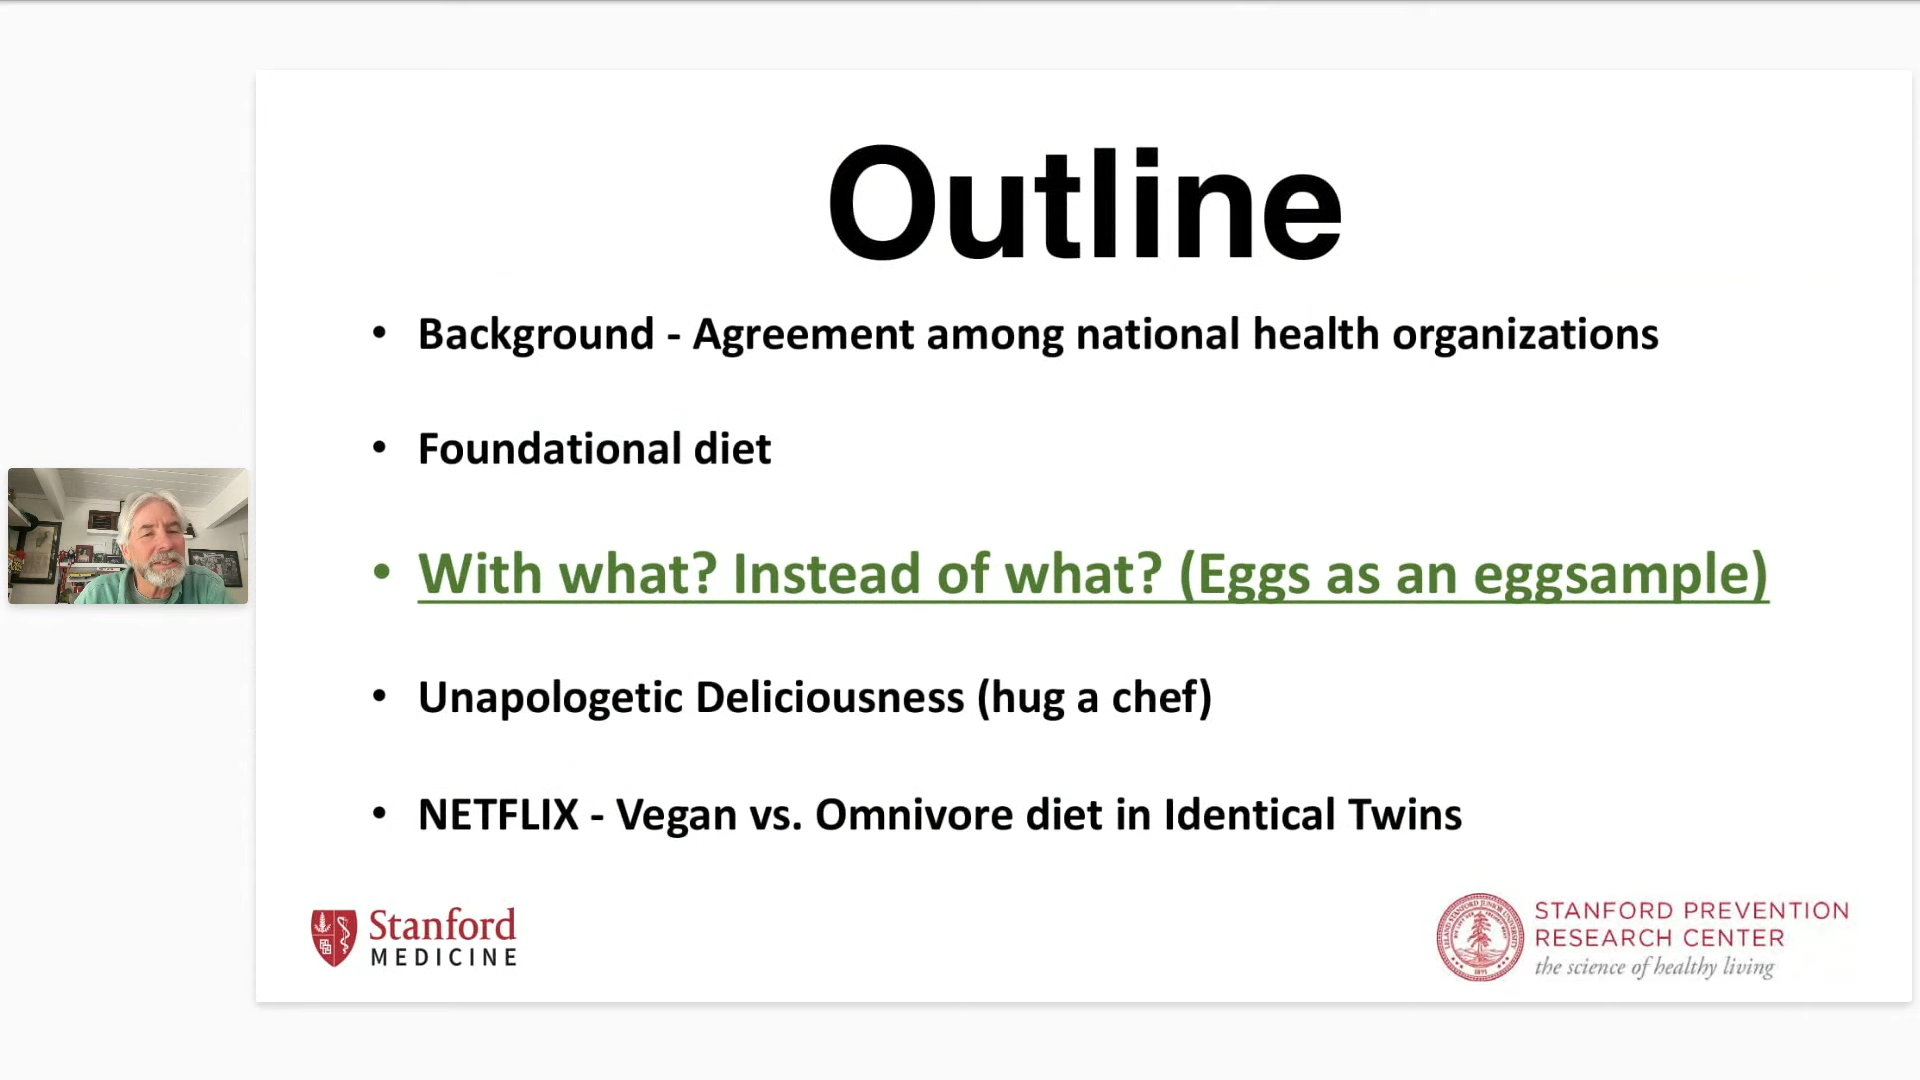 Outline
• Background - Agreement among national health organizations
• Foundational diet
• With what? Instead of what? (Eggs as an eggsample)
• Unapologetic Deliciousness (hug a chef)
• NETFLIX - Vegan vs. Omnivore diet in Identical Twins
Stanford
MEDICINE
STANFORD PREVENTION
RESEARCH CENTER
the science of healthy living